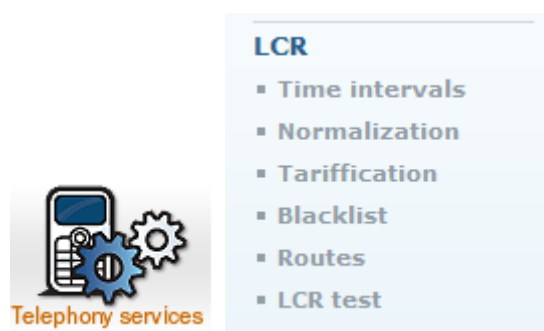 LCR
Time intervals
Normalization
Tariffication
Blacklist
Routes
LCR test
Telephony services